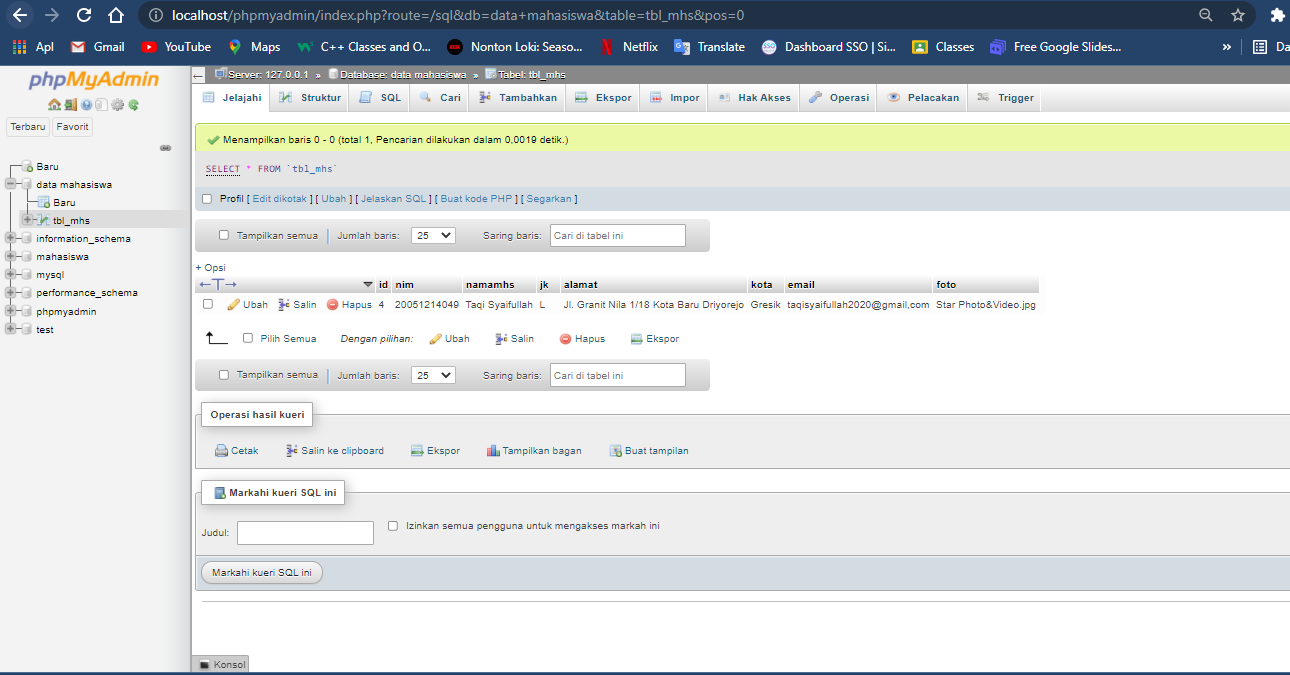 localhost/phpmyadmin/index.php?route=/sql&db=data+mahasiswa&table=tbl_mhs&pos=0
Apl Gmail YouTube Maps C++ Classes and O... Nonton Loki: Seaso... Netflix Translate Dashboard SSO | Si... Classes Free Google Slides... » Da
phpMyAdmin
Terbaru Favorit
Baru
data mahasiswa
Baru
tbl_mhs
information_schema
mahasiswa
mysql
performance_schema
phpmyadmin
test
Server: 127.0.0.1 » Database: data mahasiswa » Tabel: tbl_mhs
Jelajahi Struktur SQL Cari Tambahkan Ekspor Impor Hak Akses Operasi Pelacakan Trigger
Menampilkan baris 0 - 0 (total 1, Pencarian dilakukan dalam 0,0019 detik.)
SELECT * FROM `tbl_mhs`
Profil [ Edit dikotak ] [ Ubah ] [ Jelaskan SQL ] [ Buat kode PHP ] [ Segarkan ]
Tampilkan semua | Jumlah baris: 25 Saring baris: Cari di tabel ini
+ Opsi
←T→ id nim namamhs jk alamat kota email foto
Ubah Salin Hapus 4 20051214049 Taqi Syaifullah L Jl. Granit Nila 1/18 Kota Baru Driyorejo Gresik taqisyaifullah2020@gmail,com Star Photo&Video.jpg
Pilih Semua Dengan pilihan: Ubah Salin Hapus Ekspor
Tampilkan semua | Jumlah baris: 25 Saring baris: Cari di tabel ini
Operasi hasil kueri
Cetak Salin ke clipboard Ekspor Tampilkan bagan Buat tampilan
Markahi kueri SQL ini
Judul: Izinkan semua pengguna untuk mengakses markah ini
Markahi kueri SQL ini
Konsol